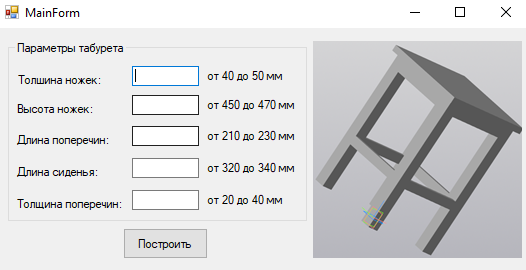 MainForm
Параметры табурета
Толщина ножек: от 40 до 50 мм
Высота ножек: от 450 до 470 мм
Длина поперечин: от 210 до 230 мм
Длина сиденья: от 320 до 340 мм
Толщина поперечин: от 20 до 40 мм
Построить